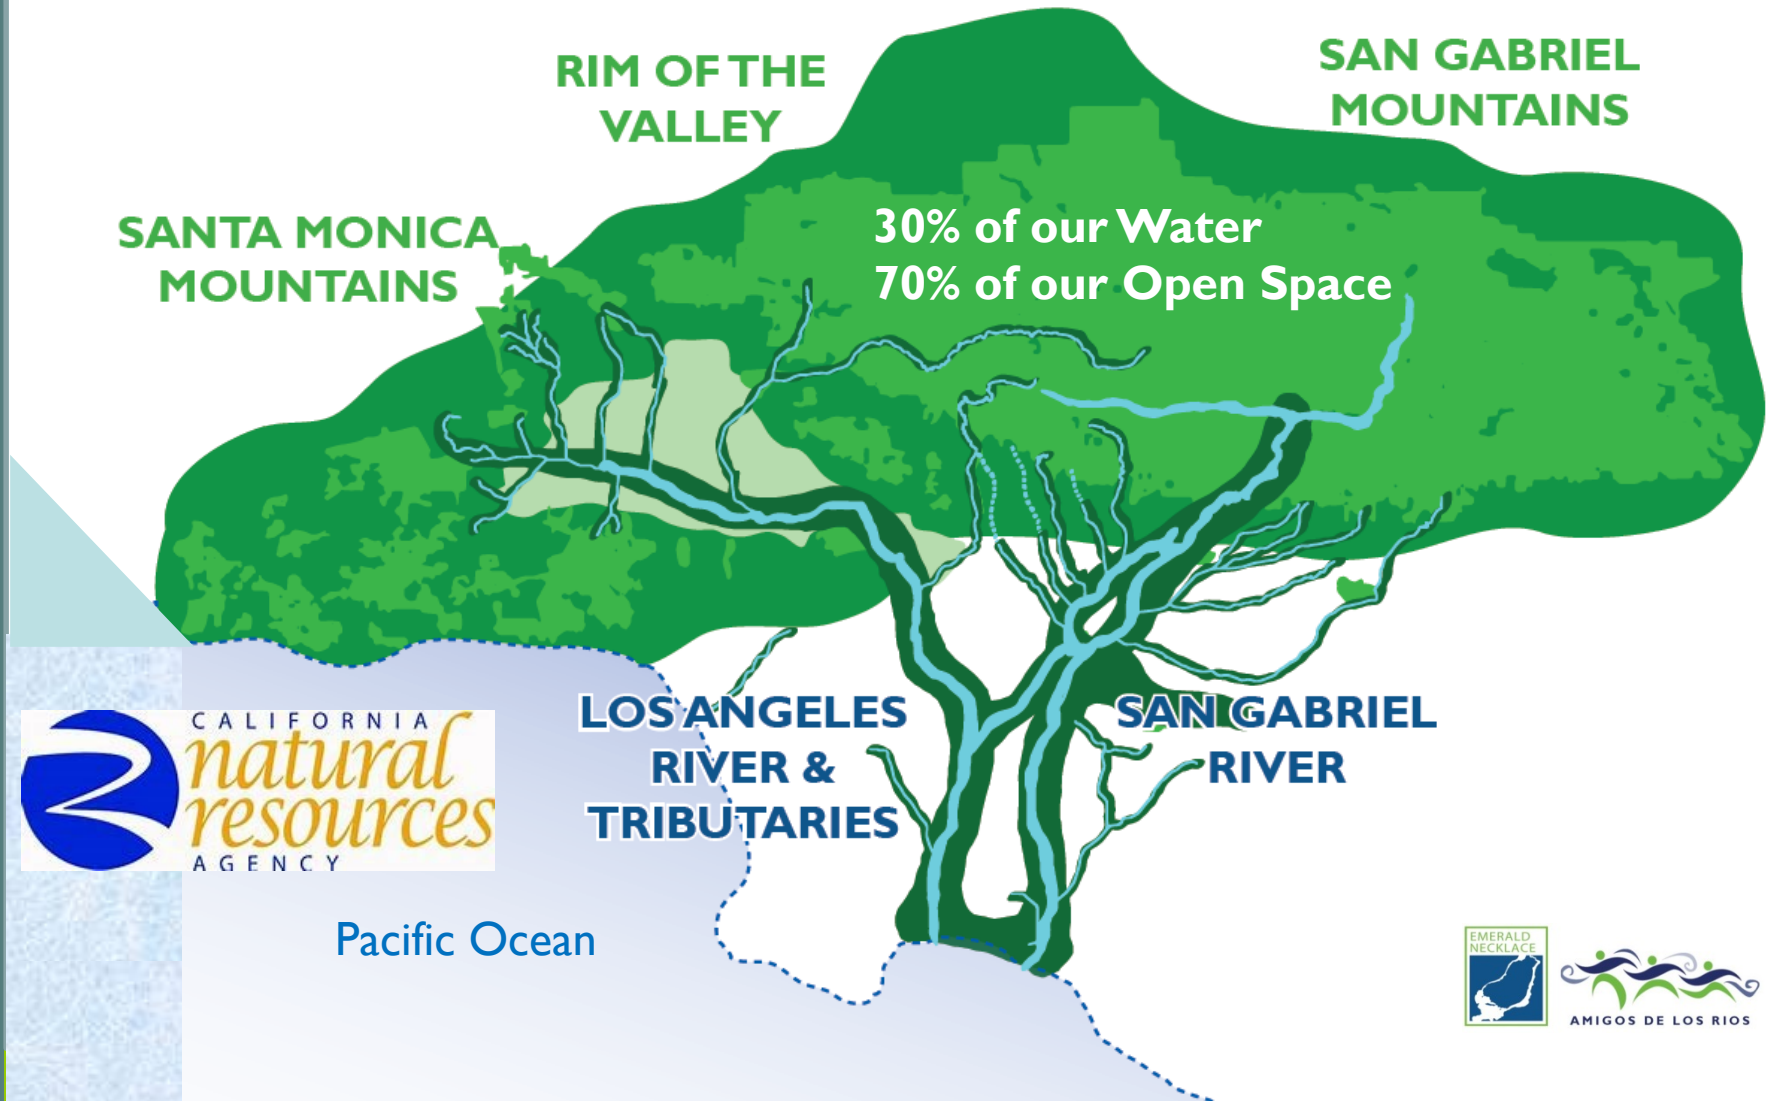 RIM OF THE
VALLEY
SAN GABRIEL
MOUNTAINS
SANTA MONICA
MOUNTAINS
30% of our Water
70% of our Open Space
LOS ANGELES
RIVER &
TRIBUTARIES
SAN GABRIEL
RIVER
CALIFORNIA
natural
resources
AGENCY
Pacific Ocean
EMERALD
NECKLACE
AMIGOS DE LOS RIOS